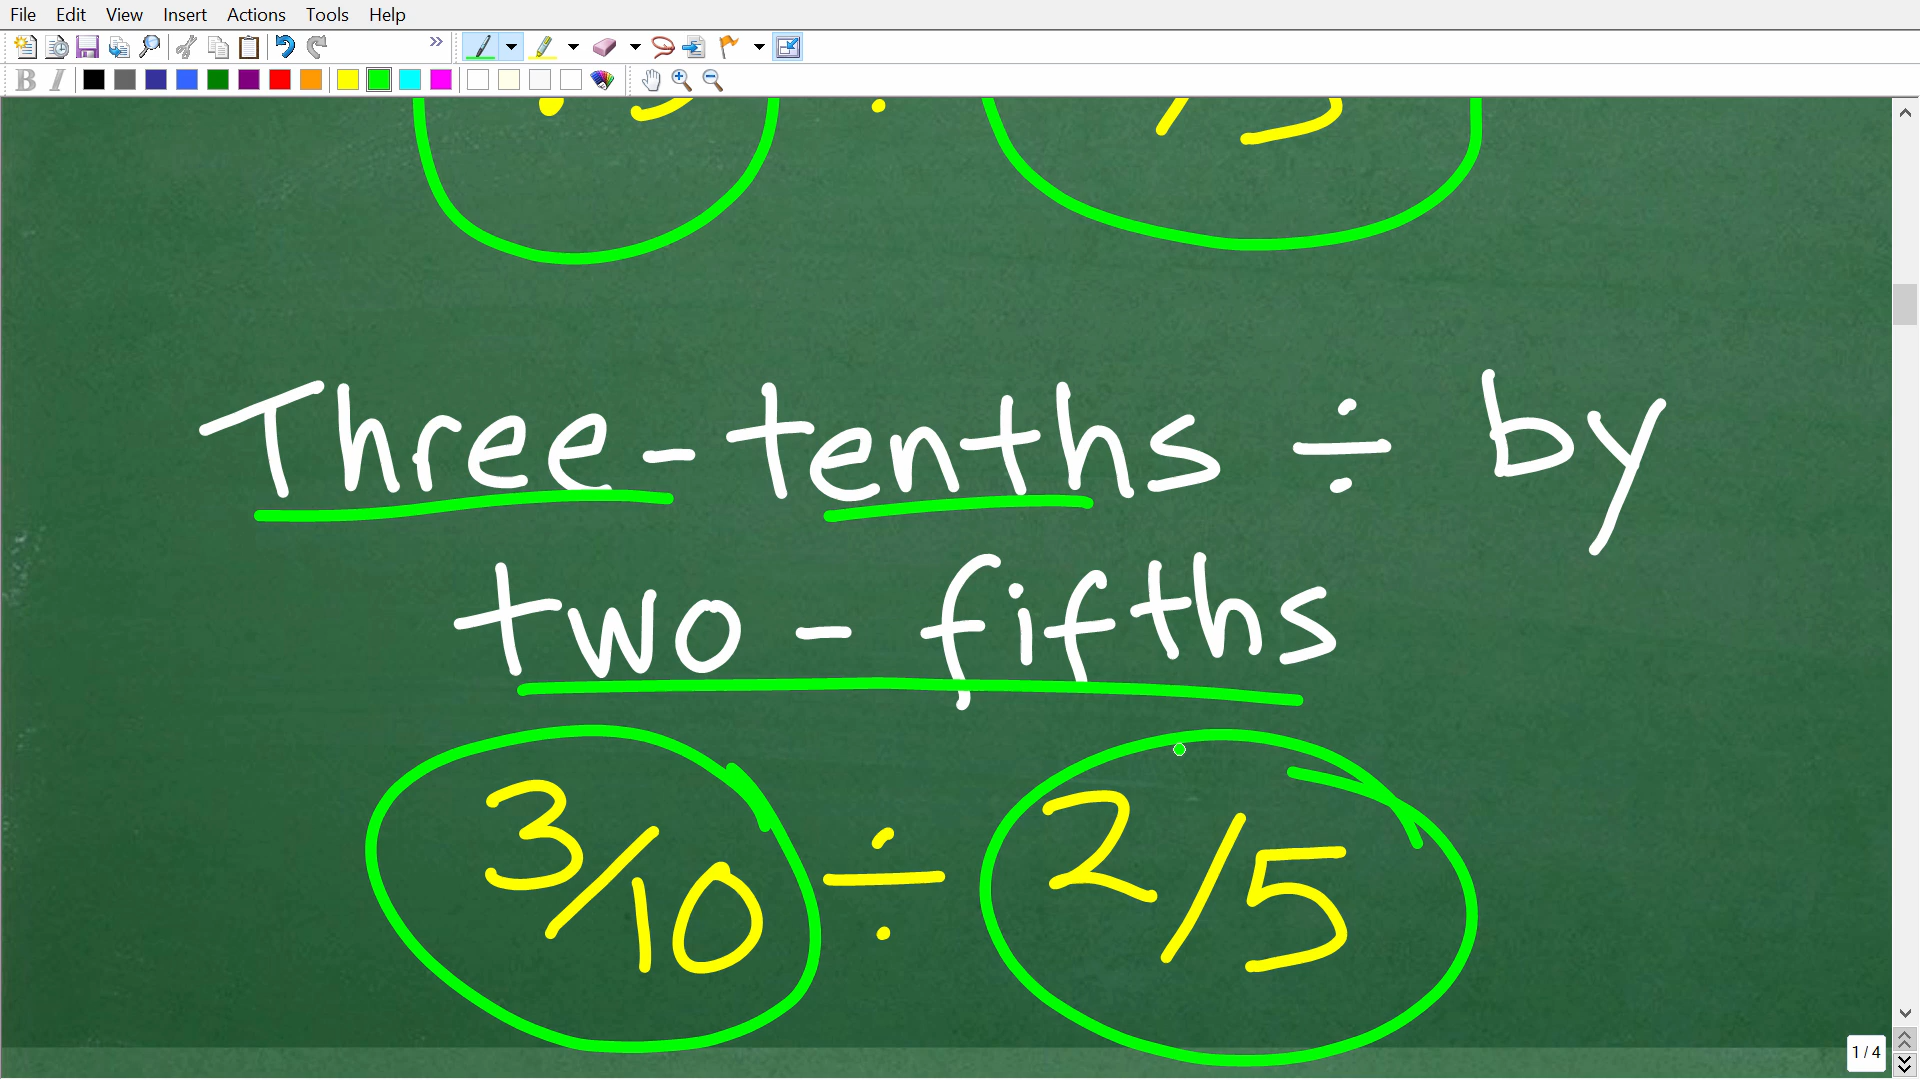 File Edit View Insert Actions Tools Help
B I
Three-tenths ÷ by
two - fifths
3/10 ÷ 2/5
1 / 4